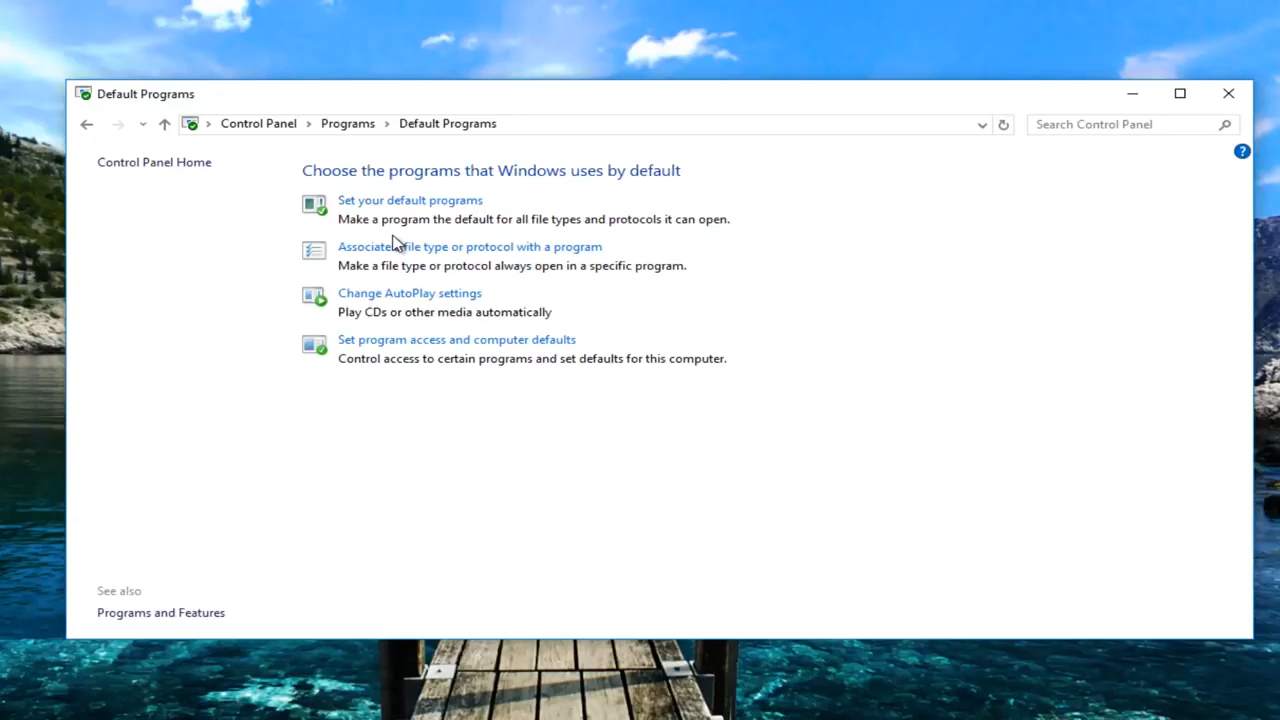 Default Programs
Control Panel > Programs > Default Programs
Search Control Panel
Control Panel Home
Choose the programs that Windows uses by default
Set your default programs
Make a program the default for all file types and protocols it can open.
Associate file type or protocol with a program
Make a file type or protocol always open in a specific program.
Change AutoPlay settings
Play CDs or other media automatically
Set program access and computer defaults
Control access to certain programs and set defaults for this computer.
See also
Programs and Features